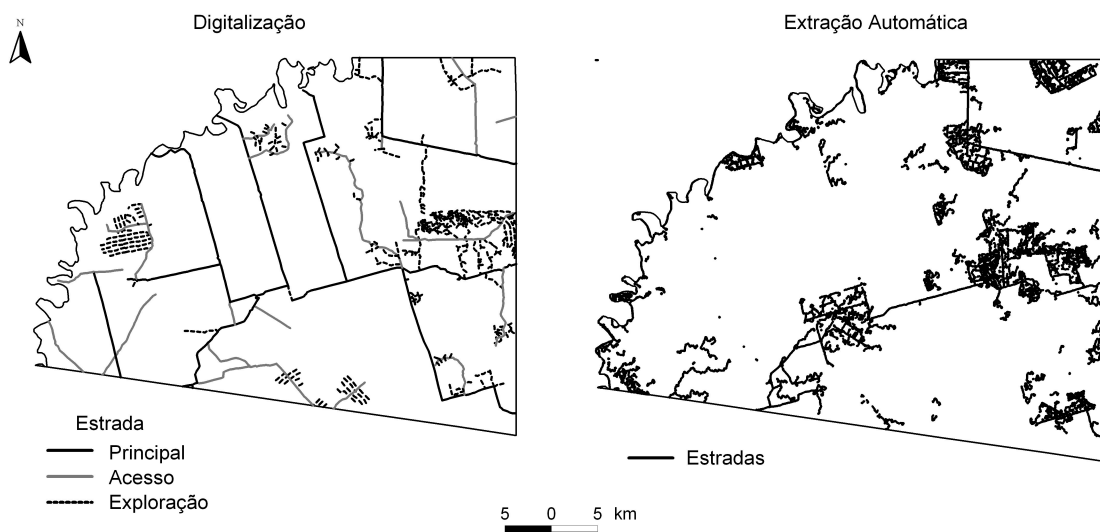 Digitalização
Extração Automática
N
Estrada
Principal
Acesso
Exploração
Estradas
5 0 5 km